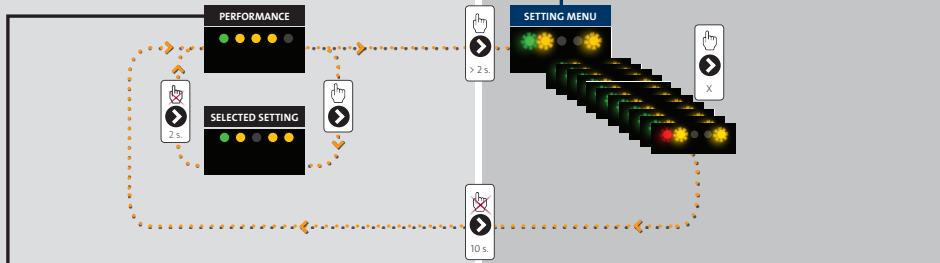 PERFORMANCE
SETTING MENU
> 2 s.
X
2 s.
SELECTED SETTING
10 s.